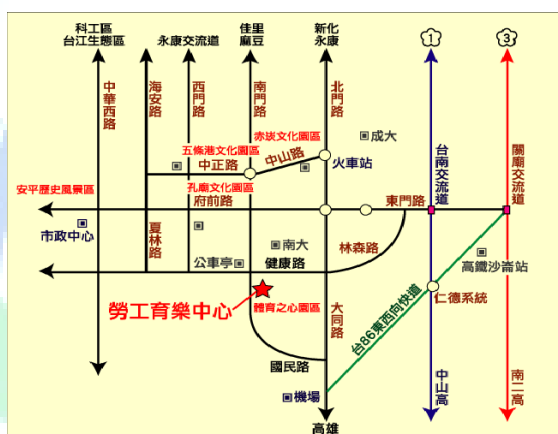 科工區
台江生態區
永康交流道
佳里
麻豆
新化
永康
1
3
中華西路
海安路
西門路
南門路
北門路
赤崁文化園區
成大
五條港文化園區
中正路
中山路
火車站
台南交流道
關廟交流道
孔廟文化園區
安平歷史風景區
府前路
東門路
市政中心
夏林路
南大
林森路
公車亭
健康路
高鐵沙崙站
勞工育樂中心
體育之心園區
大同路
仁德系統
台86東西向快道
國民路
機場
中山高
南二高
高雄